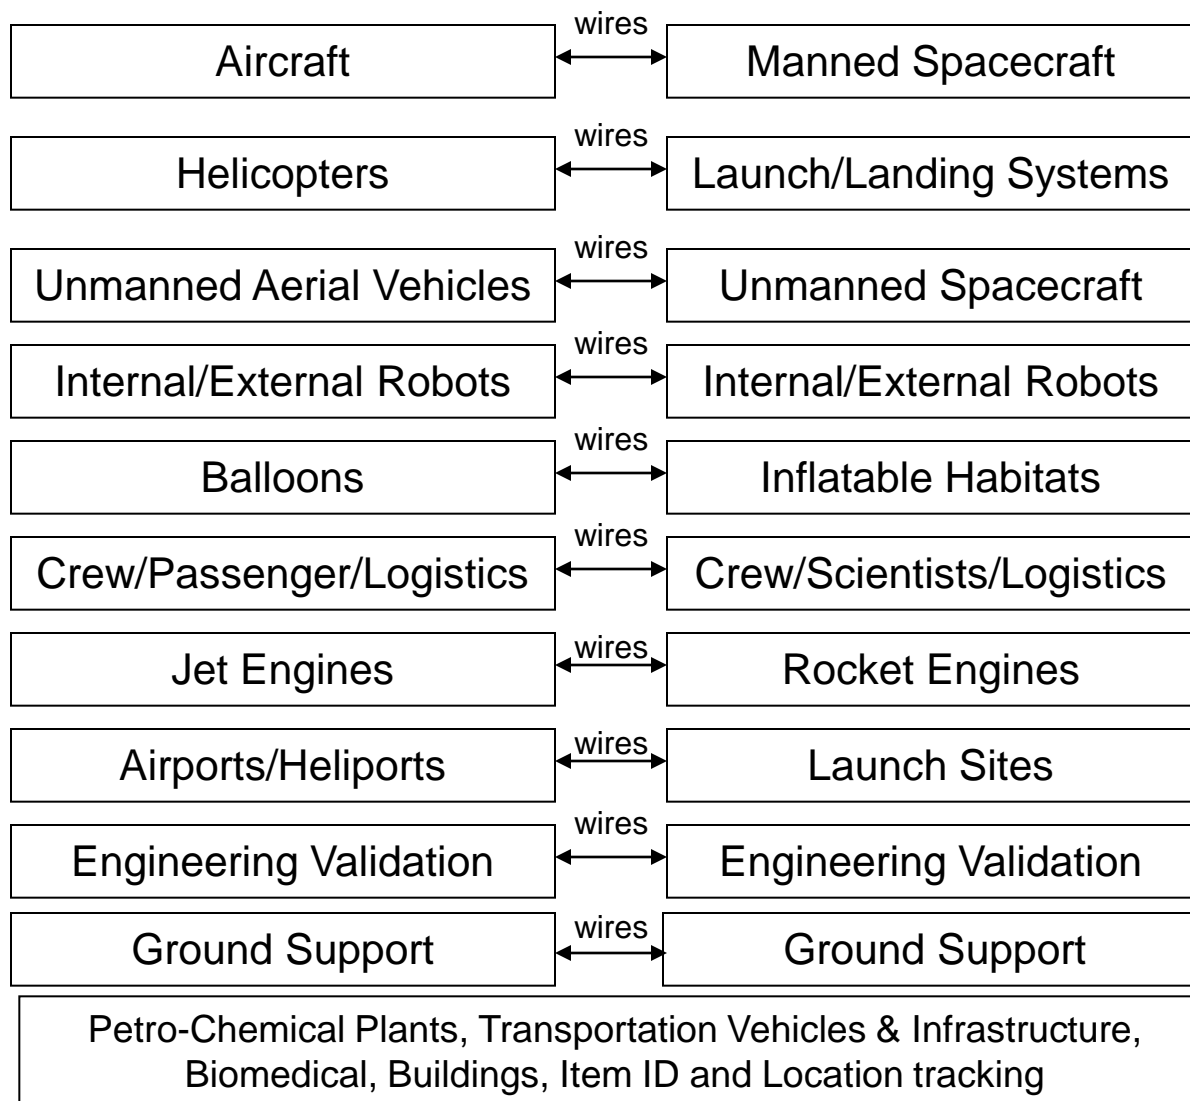 wires
Aircraft
Manned Spacecraft
wires
Helicopters
Launch/Landing Systems
wires
Unmanned Aerial Vehicles
Unmanned Spacecraft
wires
Internal/External Robots
Internal/External Robots
wires
Balloons
Inflatable Habitats
wires
Crew/Passenger/Logistics
Crew/Scientists/Logistics
wires
Jet Engines
Rocket Engines
wires
Airports/Heliports
Launch Sites
wires
Engineering Validation
Engineering Validation
wires
Ground Support
Ground Support
Petro-Chemical Plants, Transportation Vehicles & Infrastructure,
Biomedical, Buildings, Item ID and Location tracking